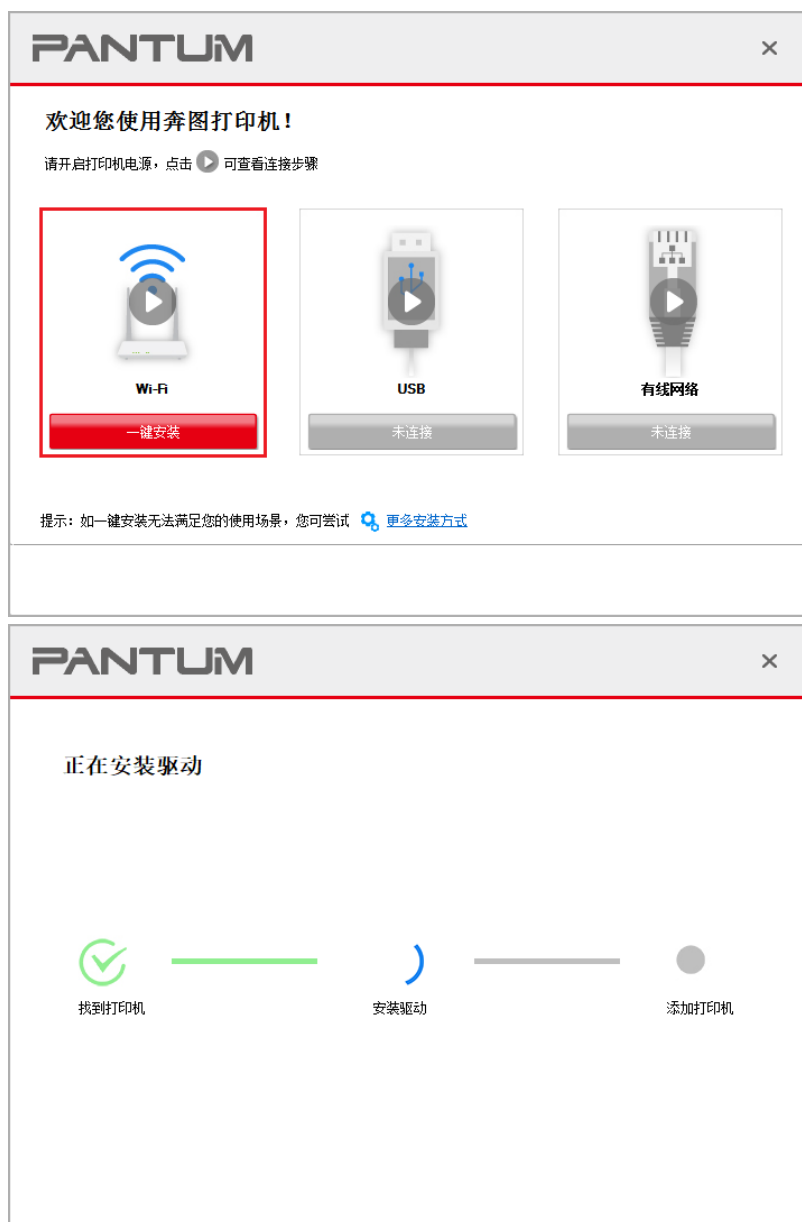 PANTUM
欢迎您使用奔图打印机!
请开启打印机电源，点击 可查看连接步骤
Wi-Fi
USB
有线网络
一键安装
未连接
未连接
提示：如一键安装无法满足您的使用场景，您可尝试 更多安装方式
PANTUM
正在安装驱动
找到打印机
安装驱动
添加打印机